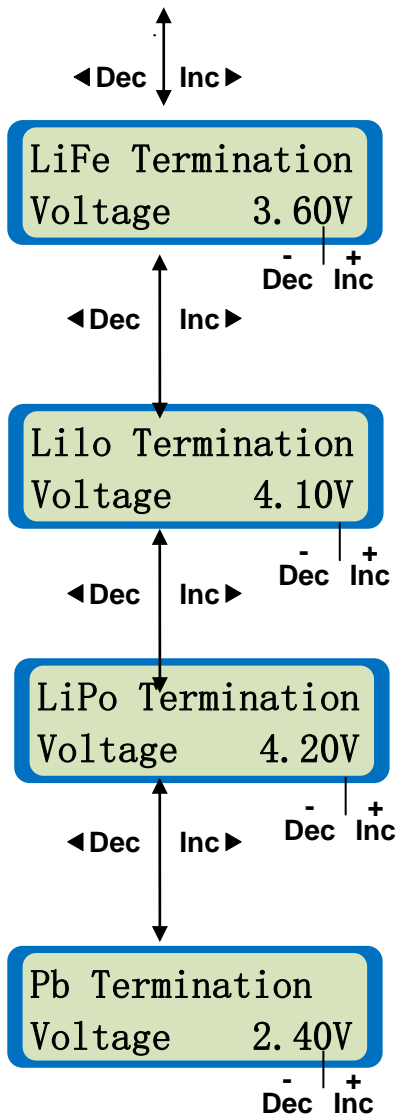 ◀Dec Inc▶
LiFe Termination
Voltage 3.60V
- +
Dec Inc
◀Dec Inc▶
Lilo Termination
Voltage 4.10V
- +
Dec Inc
◀Dec Inc▶
LiPo Termination
Voltage 4.20V
- +
Dec Inc
◀Dec Inc▶
Pb Termination
Voltage 2.40V
- +
Dec Inc